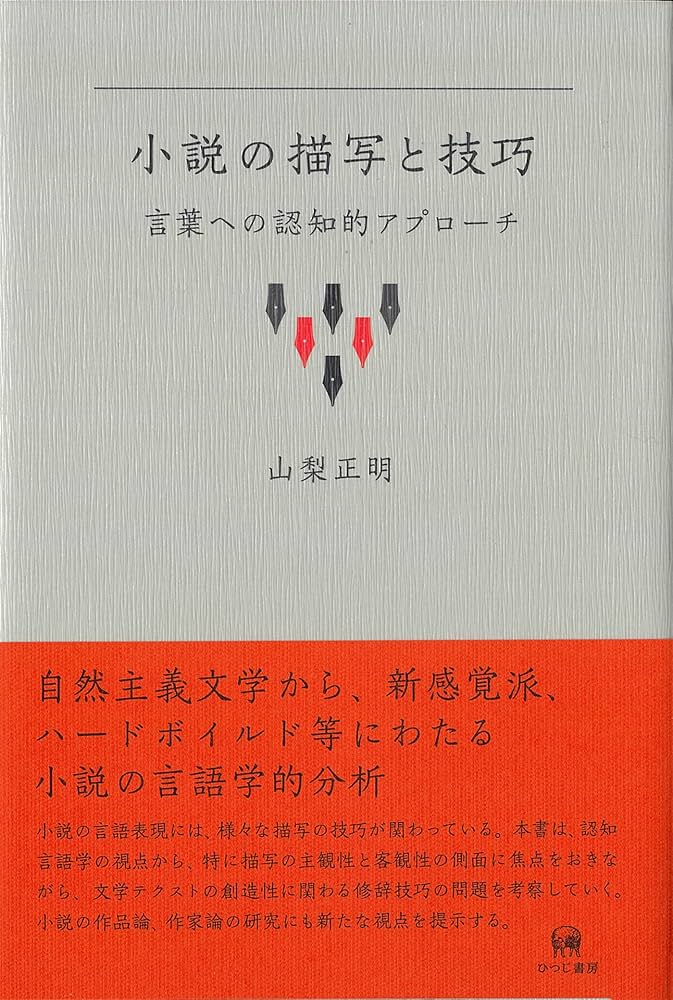 小説の描写と技巧
言葉への認知的アプローチ
山梨正明
自然主義文学から、新感覚派、
ハードボイルド等にわたる
小説の言語学的分析
小説の言語表現には、様々な描写の技巧が関わっている。本書は、認知
言語学の視点から、特に描写の主観性と客観性の側面に焦点をおきな
がら、文学テクストの創造性に関わる修辞技巧の問題を考察していく。
小説の作品論、作家論の研究にも新たな視点を提示する。
ひつじ書房